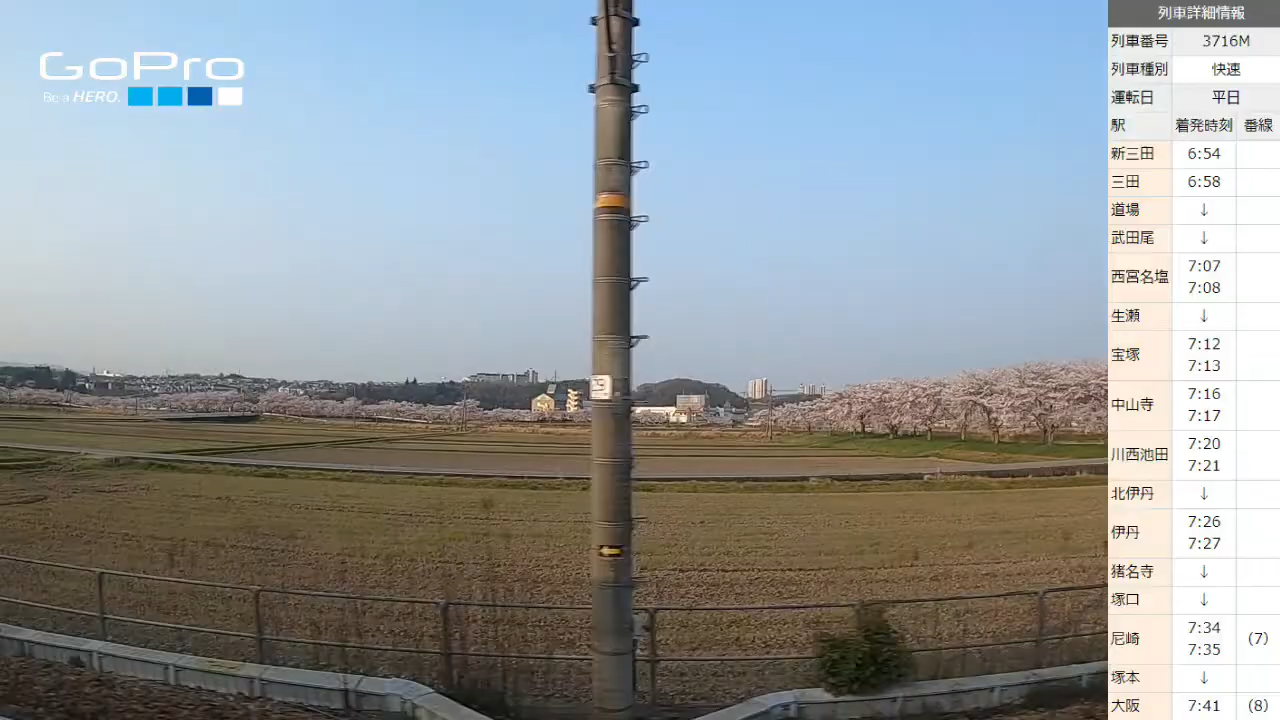 GoPro
Be a HERO.
列車詳細情報
列車番号 3716M
列車種別 快速
運転日 平日
駅 着発時刻 番線
新三田 6:54
三田 6:58
道場 ↓
武田尾 ↓
西宮名塩 7:07 7:08
生瀬 ↓
宝塚 7:12 7:13
中山寺 7:16 7:17
川西池田 7:20 7:21
北伊丹 ↓
伊丹 7:26 7:27
猪名寺 ↓
塚口 ↓
尼崎 7:34 7:35 (7)
塚本 ↓
大阪 7:41 (8)